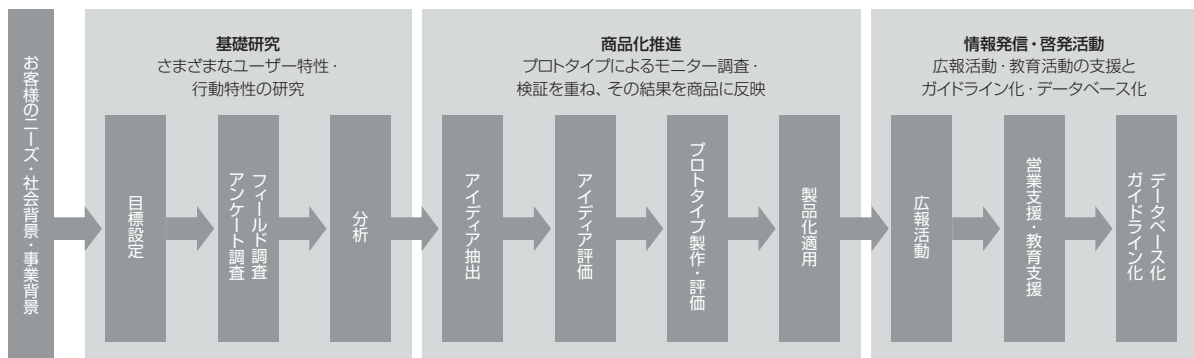 お客様のニーズ・社会背景・事業背景
基礎研究
さまざまなユーザー特性・
行動特性の研究
目標設定
フィールド調査
アンケート調査
分析
商品化推進
プロトタイプによるモニター調査・
検証を重ね、その結果を商品に反映
アイディア抽出
アイディア評価
プロトタイプ製作・評価
製品化適用
情報発信・啓発活動
広報活動・教育活動の支援と
ガイドライン化・データベース化
広報活動
営業支援・教育支援
データベース化
ガイドライン化